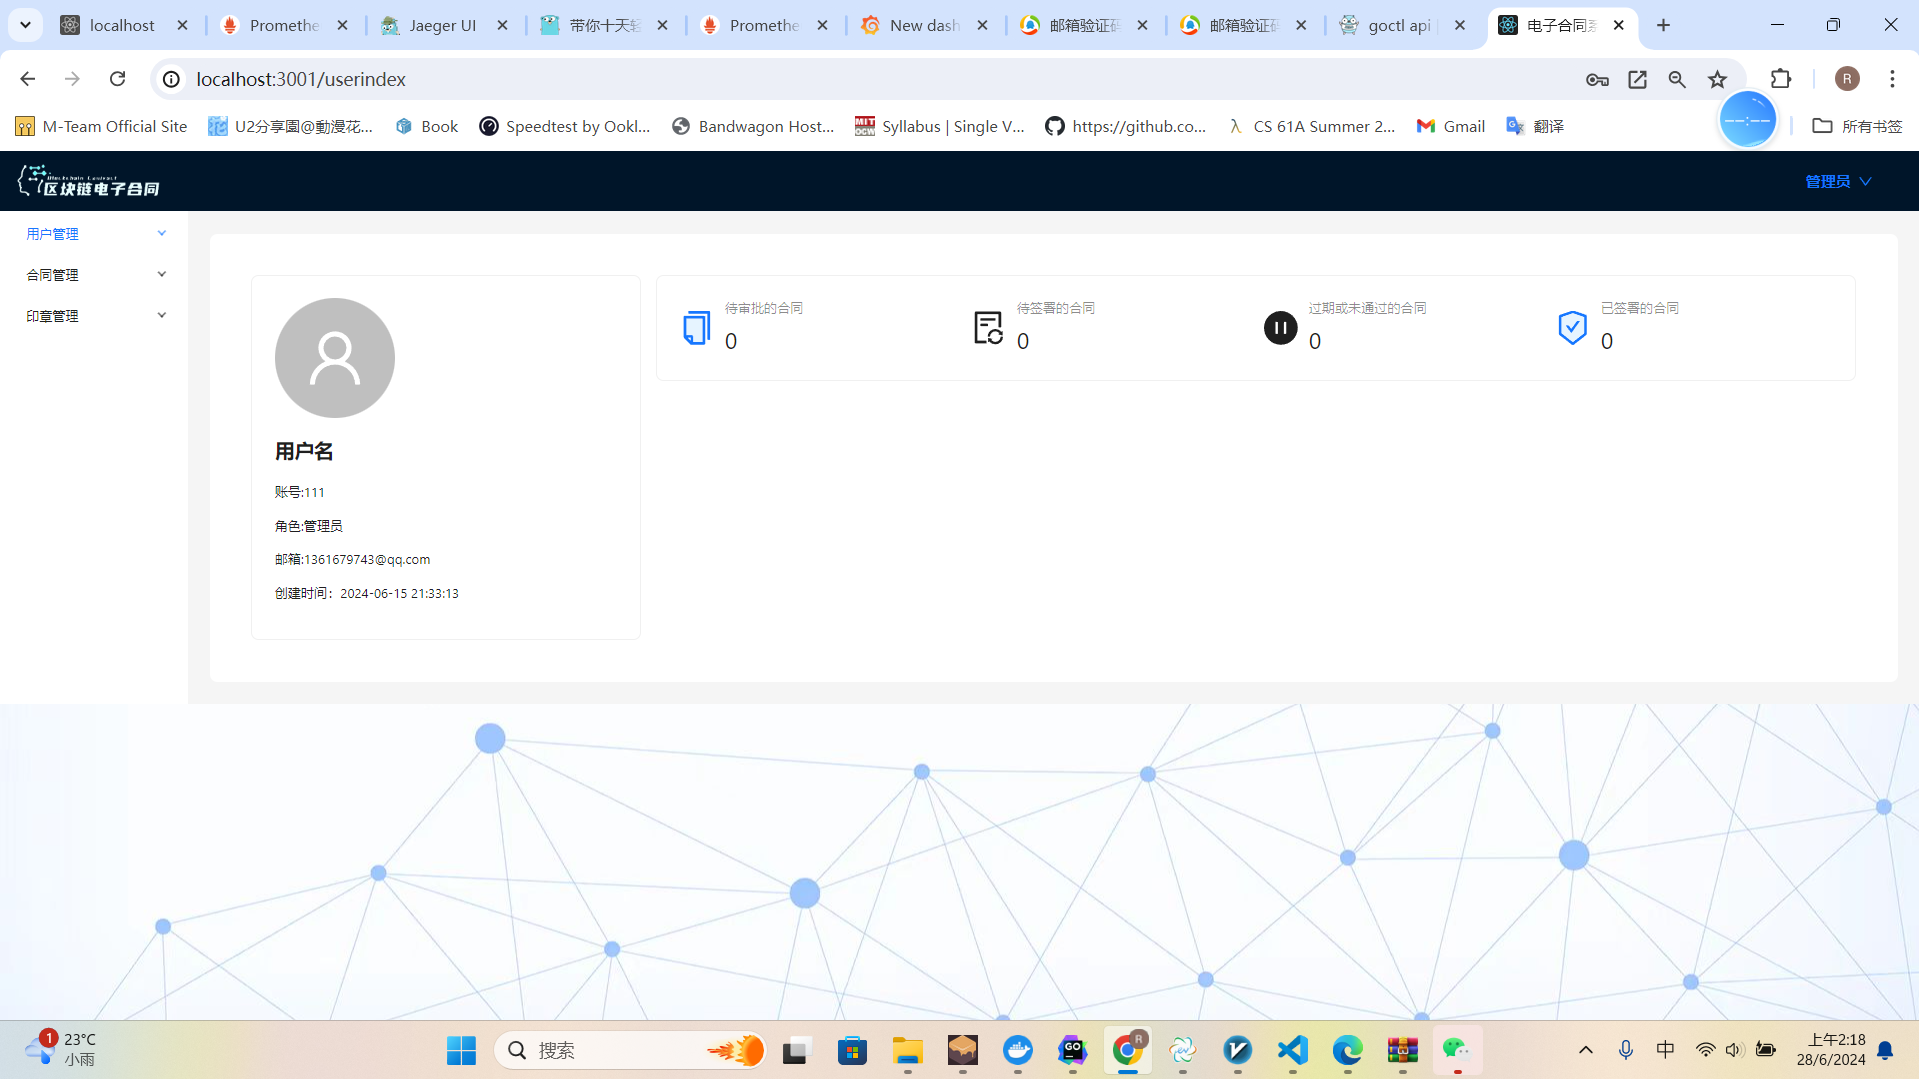 localhost
Promethe
Jaeger UI
带你十天轻
Promethe
New dash
邮箱验证码
邮箱验证码
goctl api |
电子合同系
localhost:3001/userindex
R
M-Team Official Site
U2分享園@動漫花...
Book
Speedtest by Ookl...
Bandwagon Host...
Syllabus | Single V...
https://github.co...
CS 61A Summer 2...
Gmail
翻译
--:--
所有书签
Blockchain Contract
区块链电子合同
管理员
用户管理
合同管理
印章管理
用户名
账号:111
角色:管理员
邮箱:1361679743@qq.com
创建时间：2024-06-15 21:33:13
待审批的合同
0
待签署的合同
0
过期或未通过的合同
0
已签署的合同
0
1
23°C
小雨
搜索
GO
R
中
上午2:18
28/6/2024